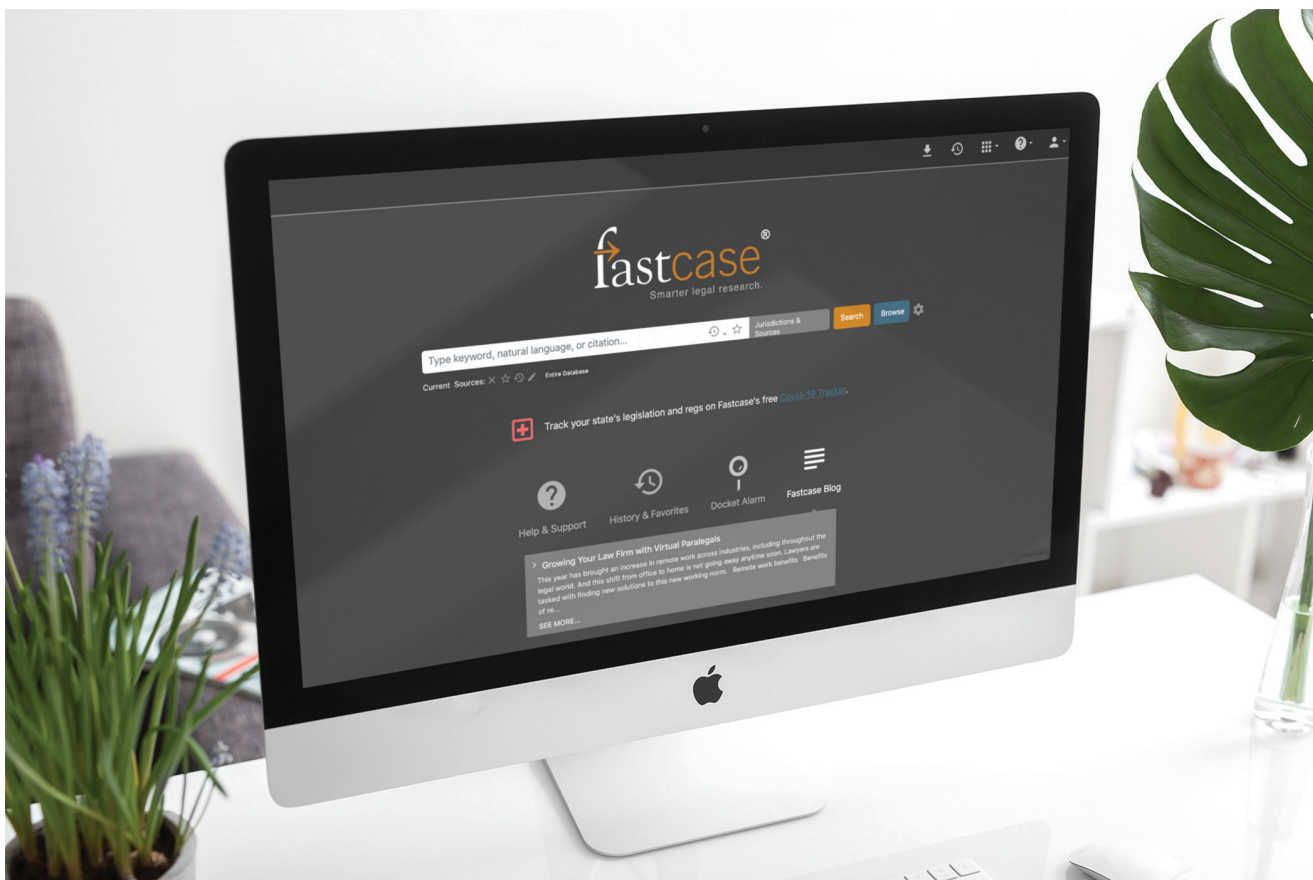 fastcase®
Smarter legal research.
Type keyword, natural language, or citation...
Jurisdictions &
Sources
Search
Browse
Current Sources:
Entire Database
Track your state's legislation and regs on Fastcase's free Covid-19 Tracker.
Help & Support
History & Favorites
Docket Alarm
Fastcase Blog
> Growing Your Law Firm with Virtual Paralegals
This year has brought an increase in remote work across industries, including throughout the
legal world. And this shift from office to home is not going away anytime soon. Lawyers are
tasked with finding new solutions to this new working norm. Remote work benefits Benefits
of re...
SEE MORE...